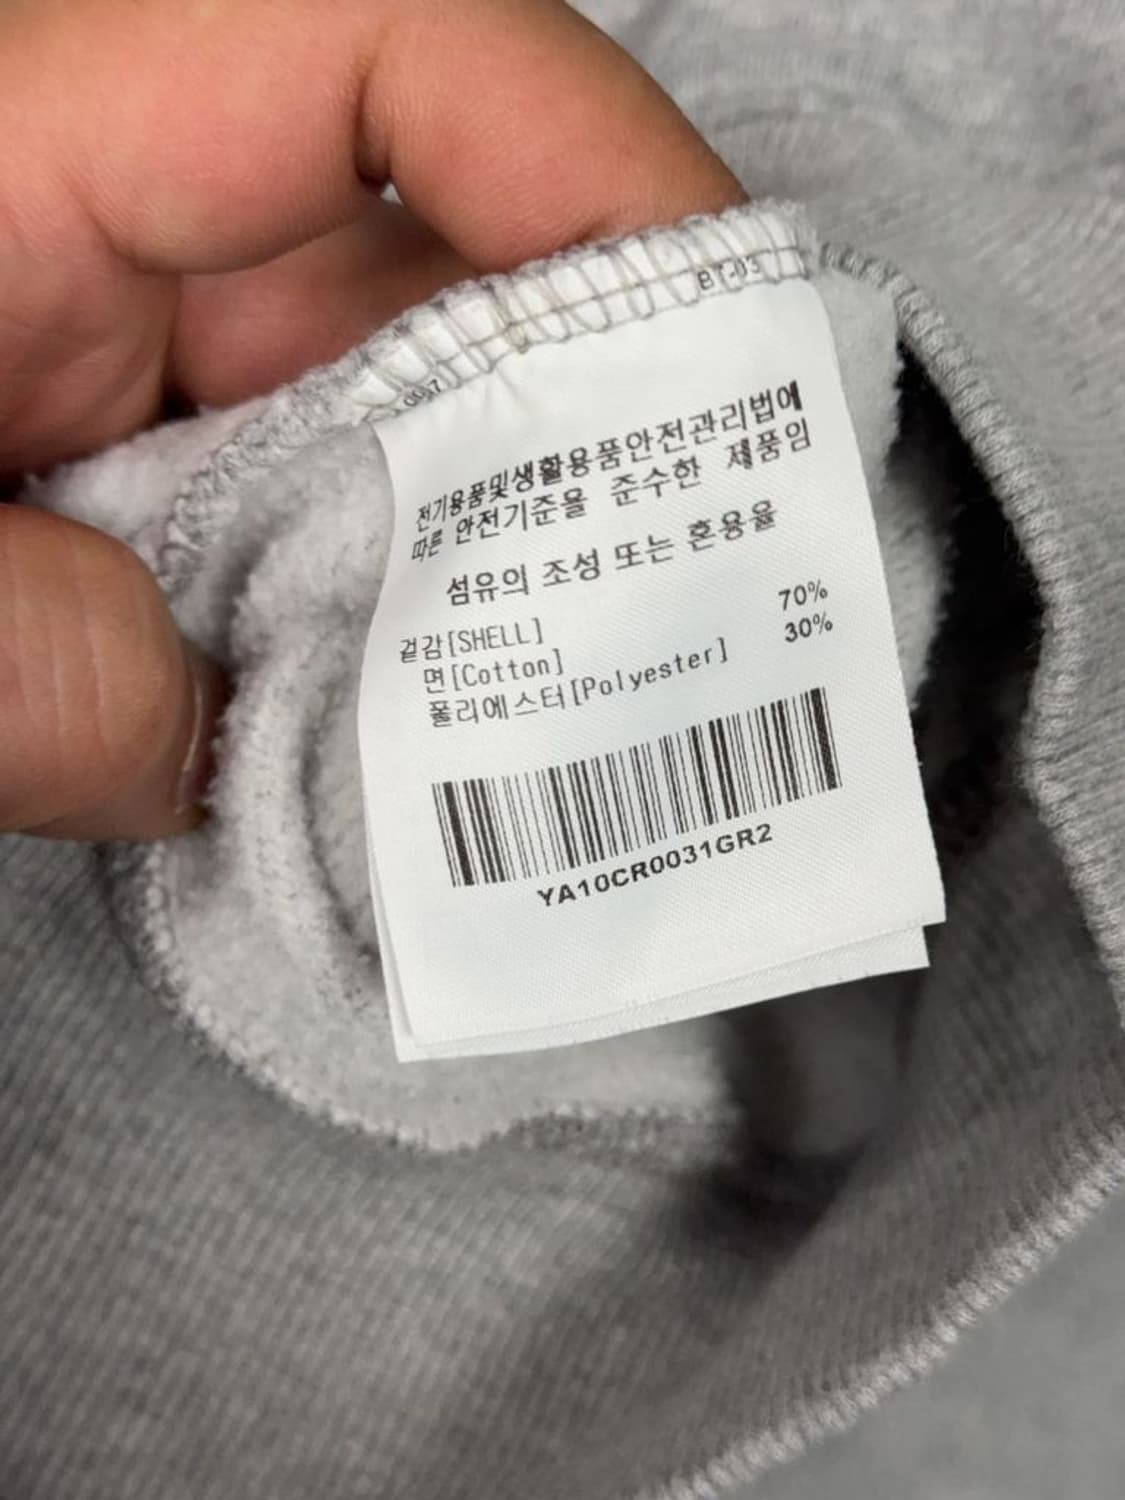 BT-03
전기용품및생활용품안전관리법에
따른 안전기준을 준수한 제품임
섬유의 조성 또는 혼용율
겉감[SHELL]
면[Cotton] 70%
폴리에스터[Polyester] 30%
YA10CR0031GR2